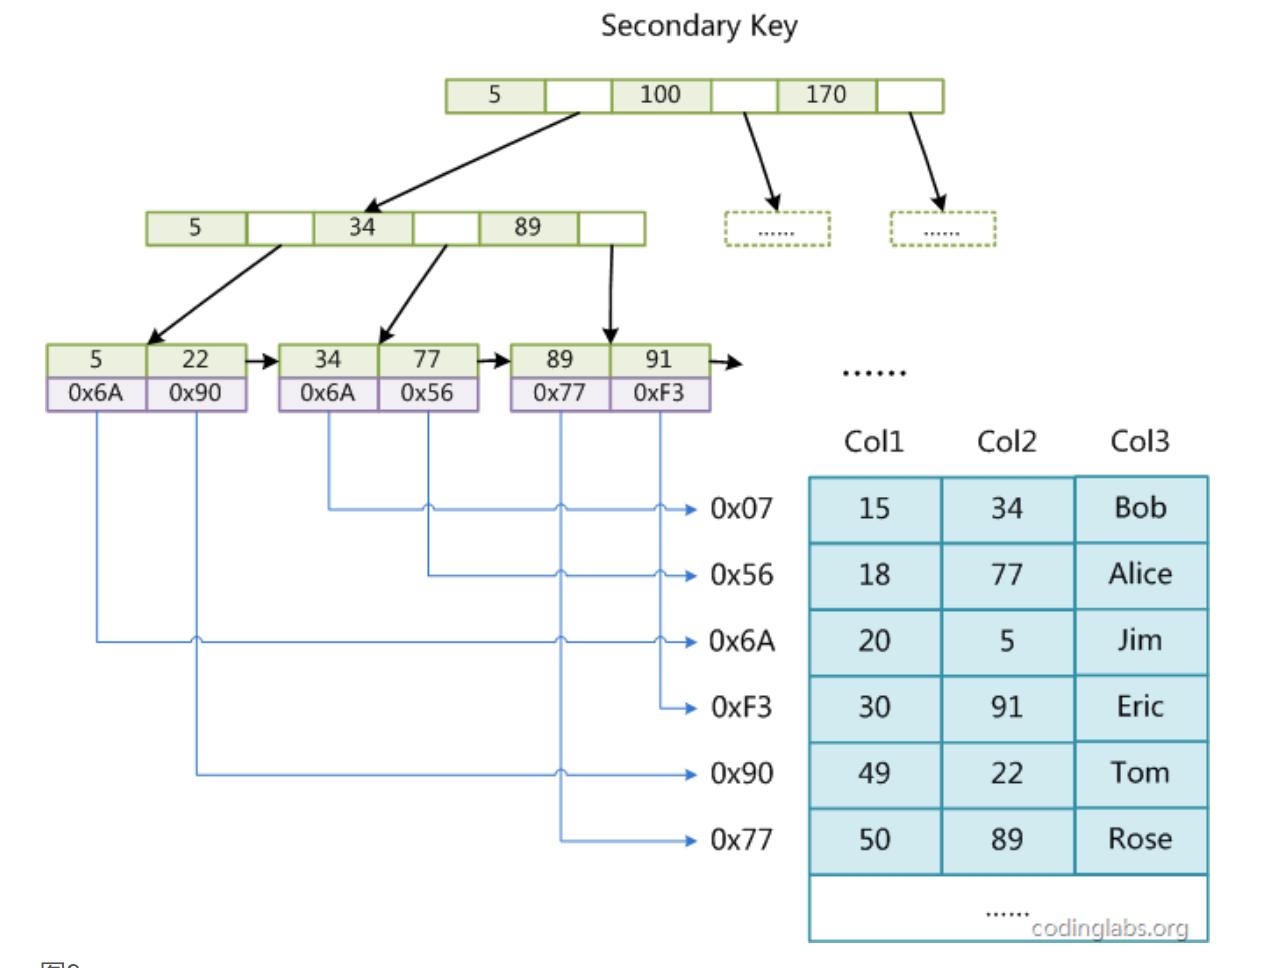 Secondary Key
5 100 170
5 34 89
...... ......
5 22 34 77 89 91
0x6A 0x90 0x6A 0x56 0x77 0xF3
......
Col1 Col2 Col3
0x07 15 34 Bob
0x56 18 77 Alice
0x6A 20 5 Jim
0xF3 30 91 Eric
0x90 49 22 Tom
0x77 50 89 Rose
......
codinglabs.org